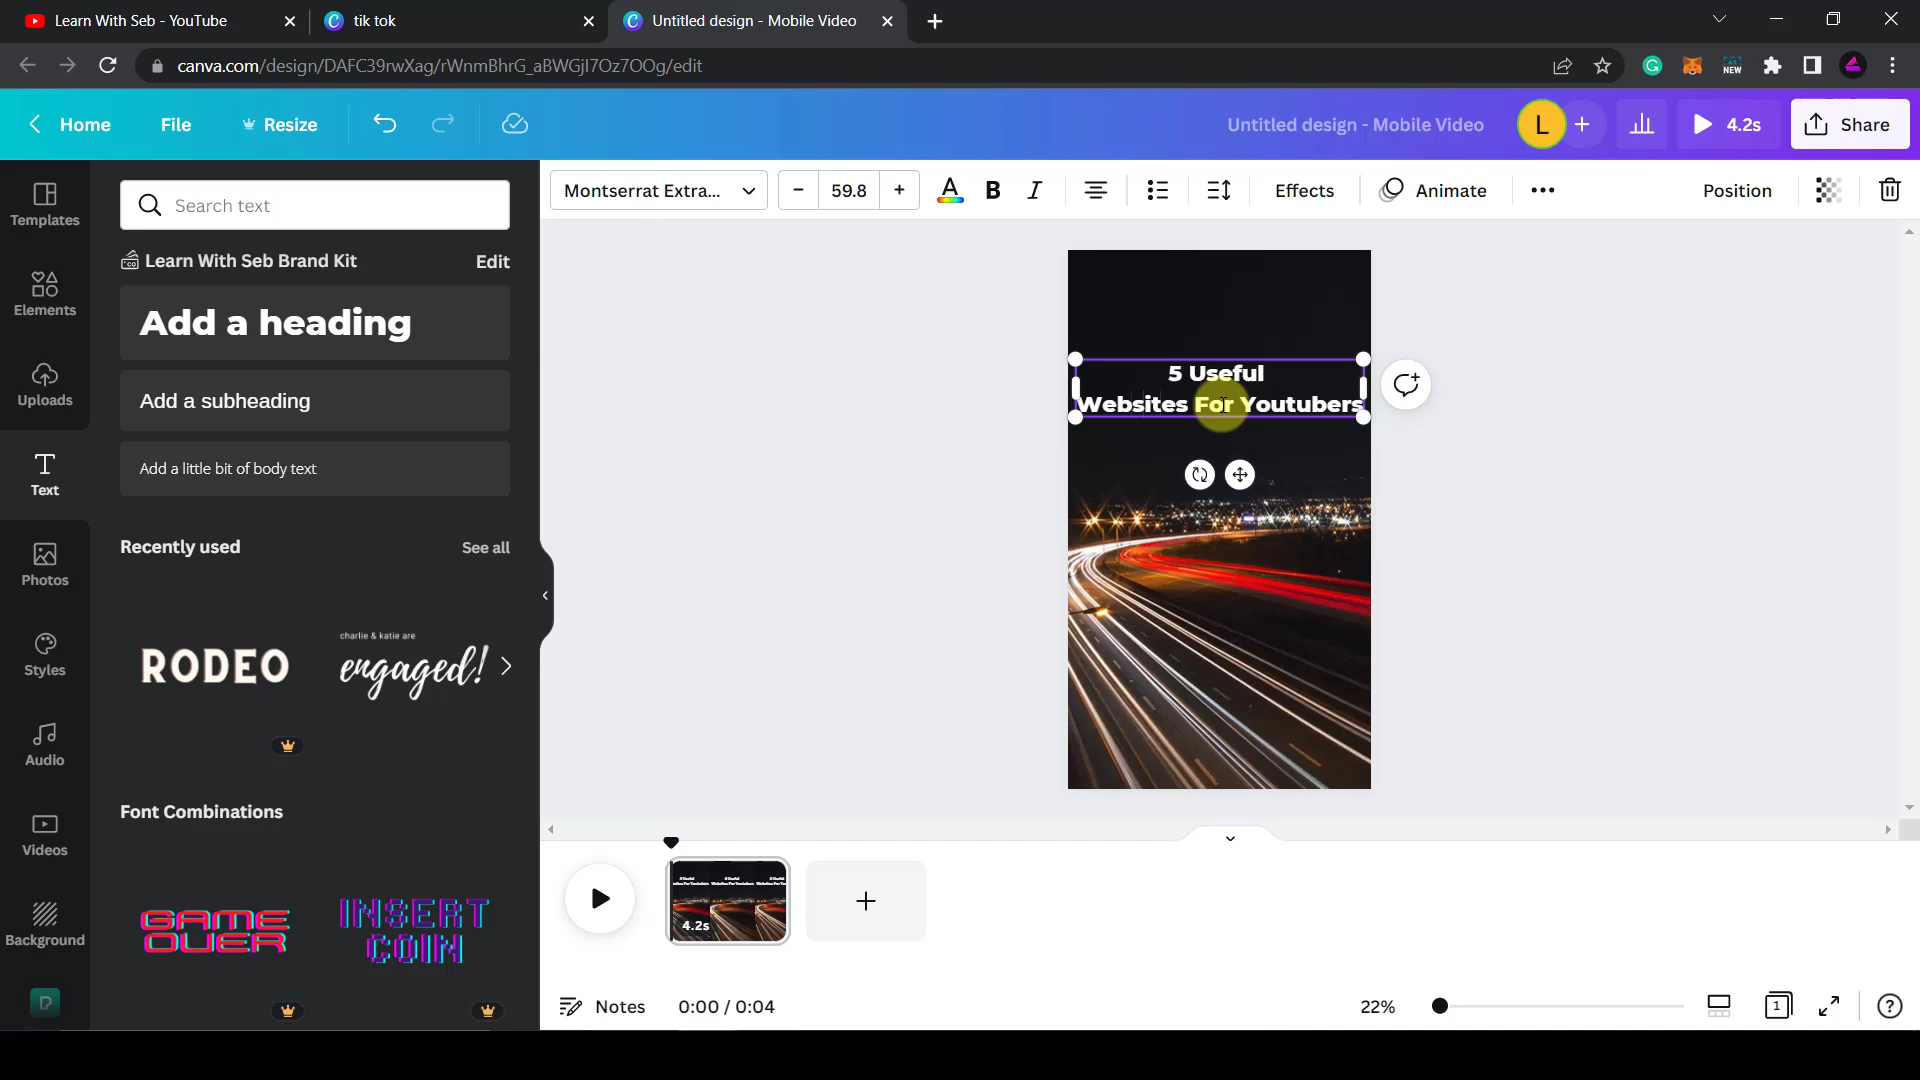 Learn With Seb - YouTube
tik tok
Untitled design - Mobile Video
canva.com/design/DAFC39rwXag/rWnmBhrG_aBWGjI7Oz7OOg/edit
NEW
Home
File
Resize
Untitled design - Mobile Video
L
4.2s
Share
Templates
Elements
Uploads
Text
Photos
Styles
Audio
Videos
Background
Search text
Learn With Seb Brand Kit
Edit
Add a heading
Add a subheading
Add a little bit of body text
Recently used
See all
RODEO
charlie & katie are
engaged!
Font Combinations
GAME
OVER
INSERT
COIN
Montserrat Extra...
59.8
A
B
I
Effects
Animate
Position
5 Useful
Websites For Youtubers
4.2s
Notes
0:00 / 0:04
22%
1